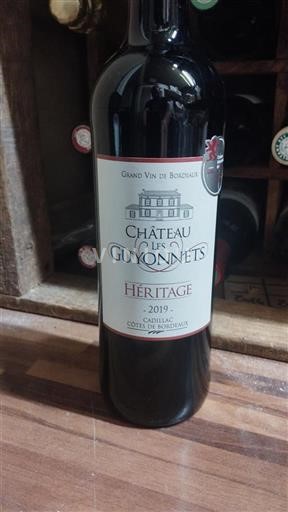 GRAND VIN DE BORDEAUX
CHÂTEAU
LES
GUYONNETS
HÉRITAGE
- 2019 -
CADILLAC
CÔTES DE BORDEAUX